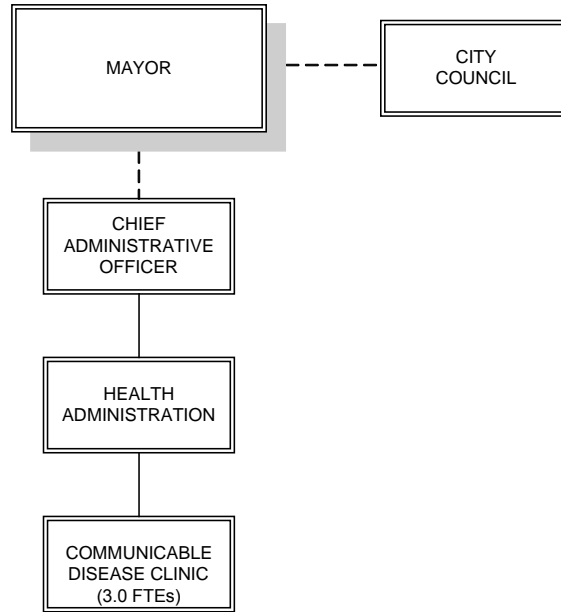 MAYOR
CITY
COUNCIL
CHIEF
ADMINISTRATIVE
OFFICER
HEALTH
ADMINISTRATION
COMMUNICABLE
DISEASE CLINIC
(3.0 FTEs)